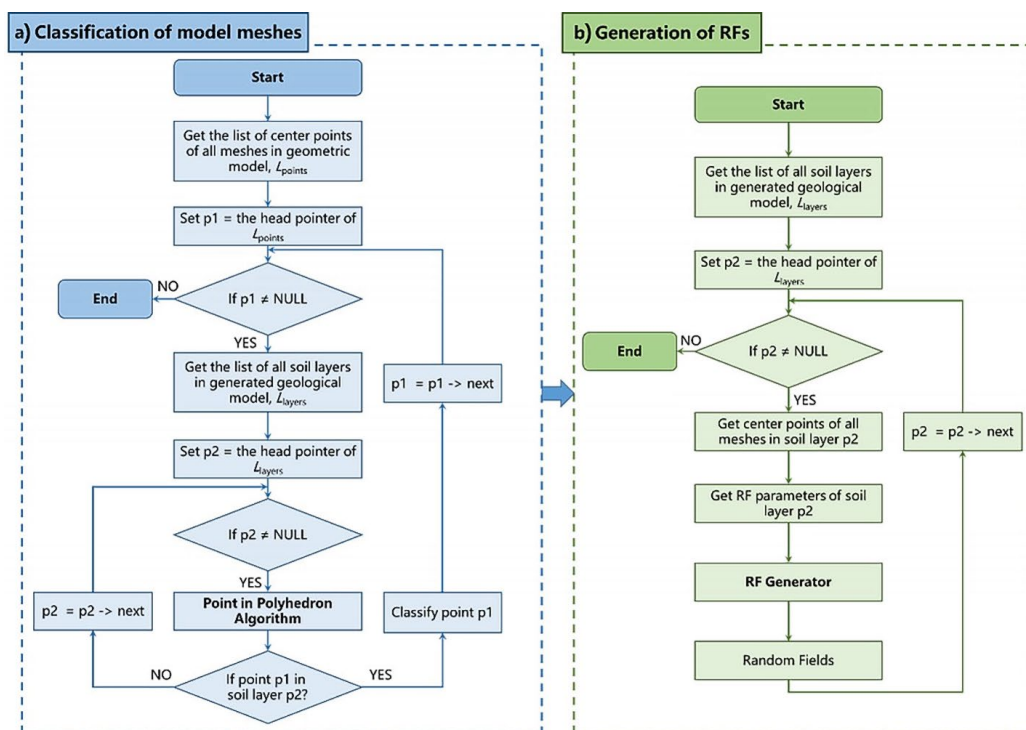 a) Classification of model meshes
Start
Get the list of center points
of all meshes in geometric
model, Lpoints
Set p1 = the head pointer of
Lpoints
If p1 ≠ NULL
NO
End
YES
Get the list of all soil layers
in generated geological
model, Llayers
p1 = p1 -> next
Set p2 = the head pointer of
Llayers
If p2 ≠ NULL
YES
Point in Polyhedron
Algorithm
p2 = p2 -> next
Classify point p1
If point p1 in
soil layer p2?
NO
YES
b) Generation of RFs
Start
Get the list of all soil layers
in generated geological
model, Llayers
Set p2 = the head pointer of
Llayers
If p2 ≠ NULL
NO
End
YES
Get center points of all
meshes in soil layer p2
p2 = p2 -> next
Get RF parameters of soil
layer p2
RF Generator
Random Fields